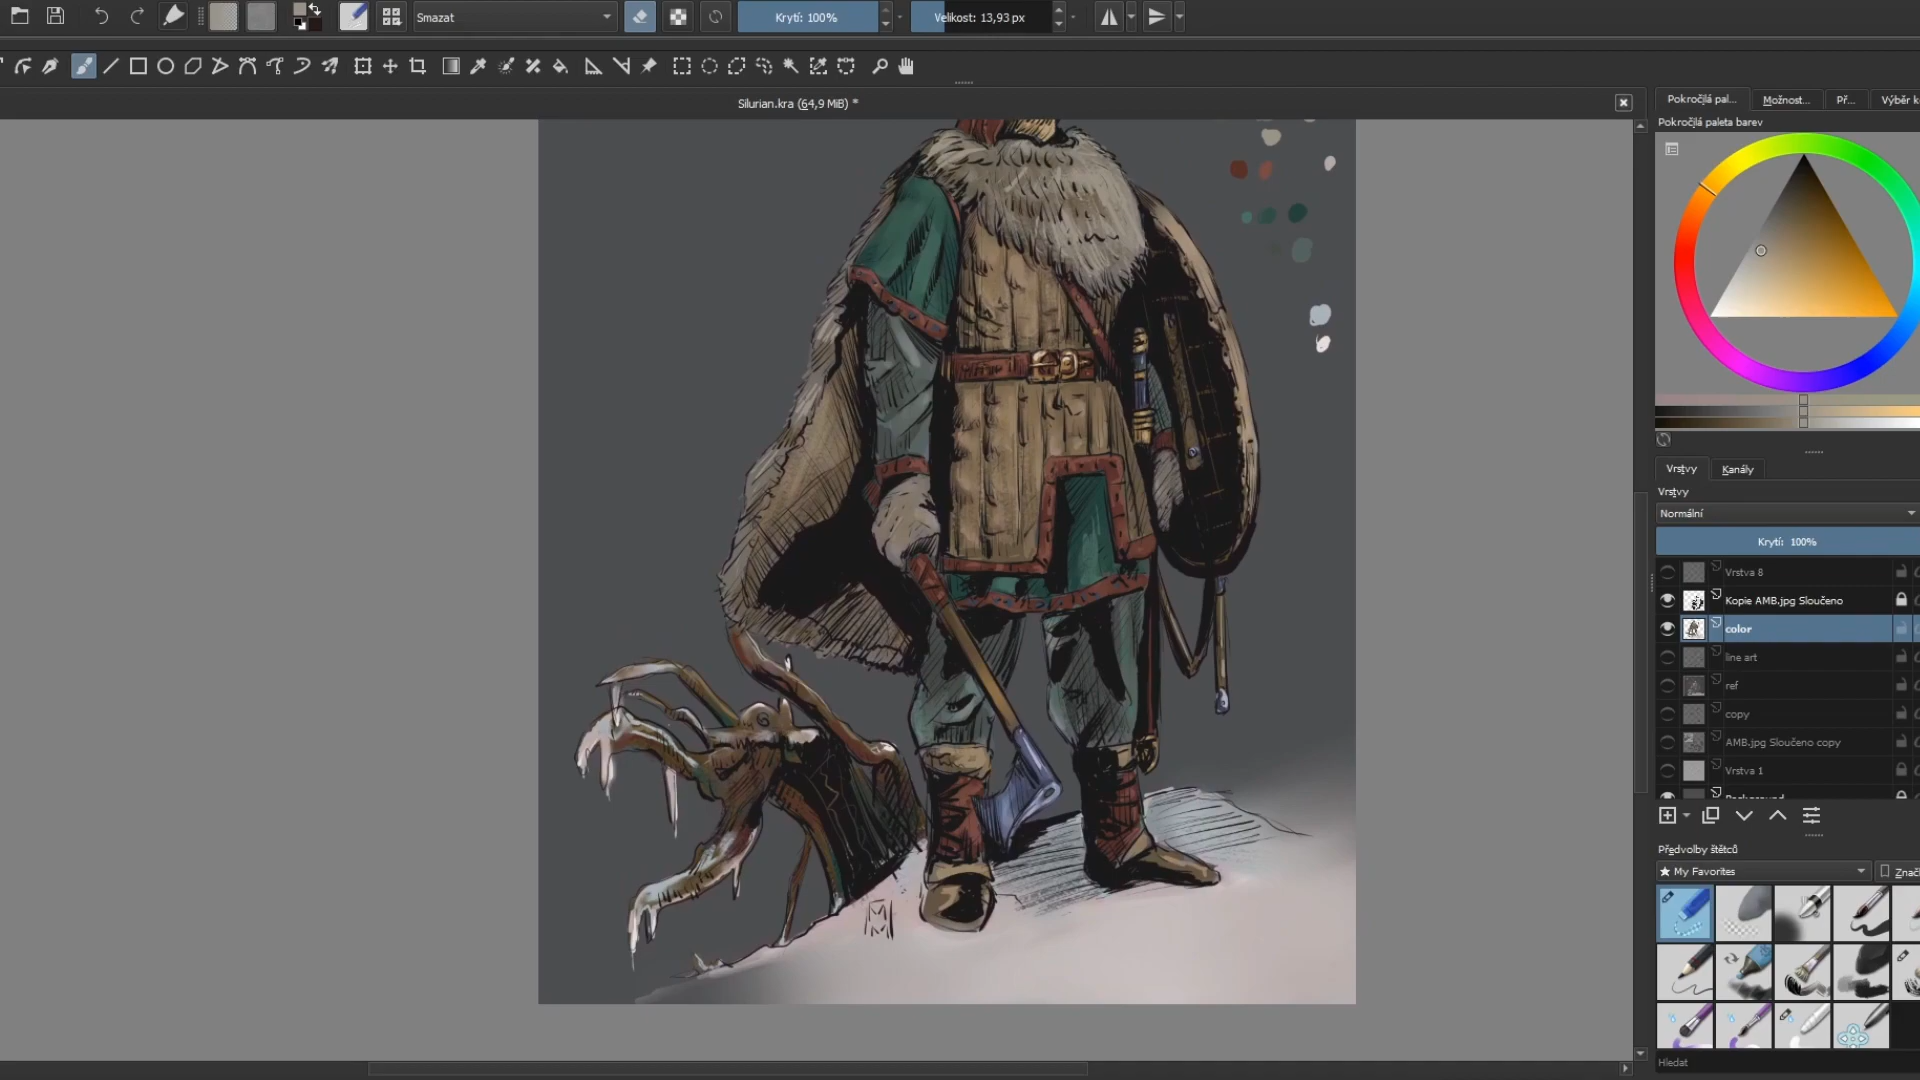 Smazat
Krytí: 100%
Velikost: 13,93 px
Silurian.kra (64,9 MiB) *
Pokročilá pal...
Možnost...
Př...
Výběr k
Pokročilá paleta barev
Vrstvy
Kanály
Vrstvy
Normální
Krytí: 100%
Vrstva 8
Kopie AMB.jpg Sloučeno
color
line art
ref
copy
AMB.jpg Sloučeno copy
Vrstva 1
Background
Předvolby štětců
My Favorites
Znač
Hledat